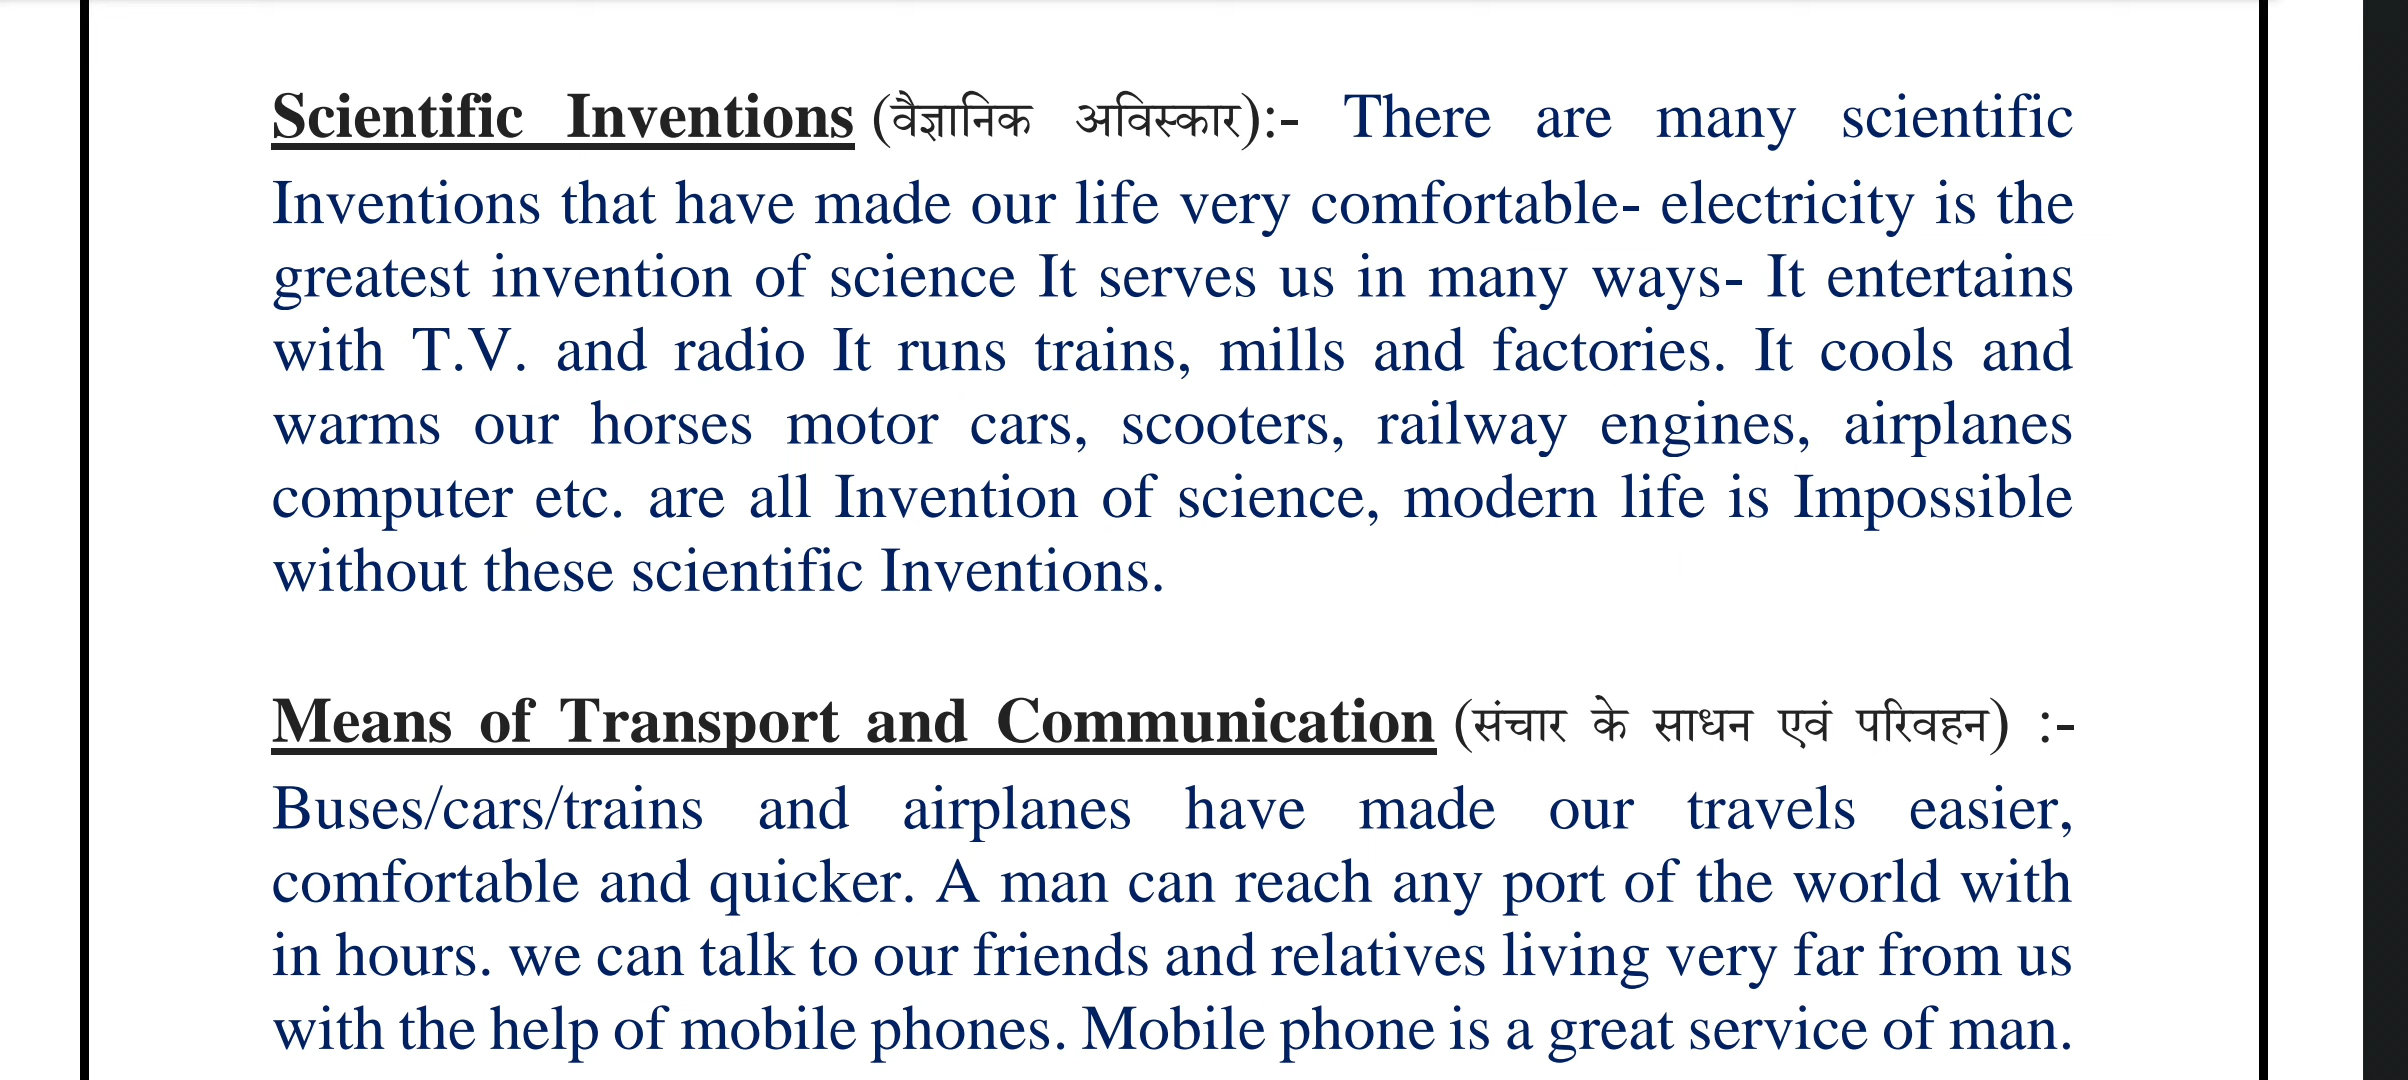 Scientific Inventions (वैज्ञानिक अविस्कार):- There are many scientific
Inventions that have made our life very comfortable- electricity is the
greatest invention of science It serves us in many ways- It entertains
with T.V. and radio It runs trains, mills and factories. It cools and
warms our horses motor cars, scooters, railway engines, airplanes
computer etc. are all Invention of science, modern life is Impossible
without these scientific Inventions.
Means of Transport and Communication (संचार के साधन एवं परिवहन) :-
Buses/cars/trains and airplanes have made our travels easier,
comfortable and quicker. A man can reach any port of the world with
in hours. we can talk to our friends and relatives living very far from us
with the help of mobile phones. Mobile phone is a great service of man.